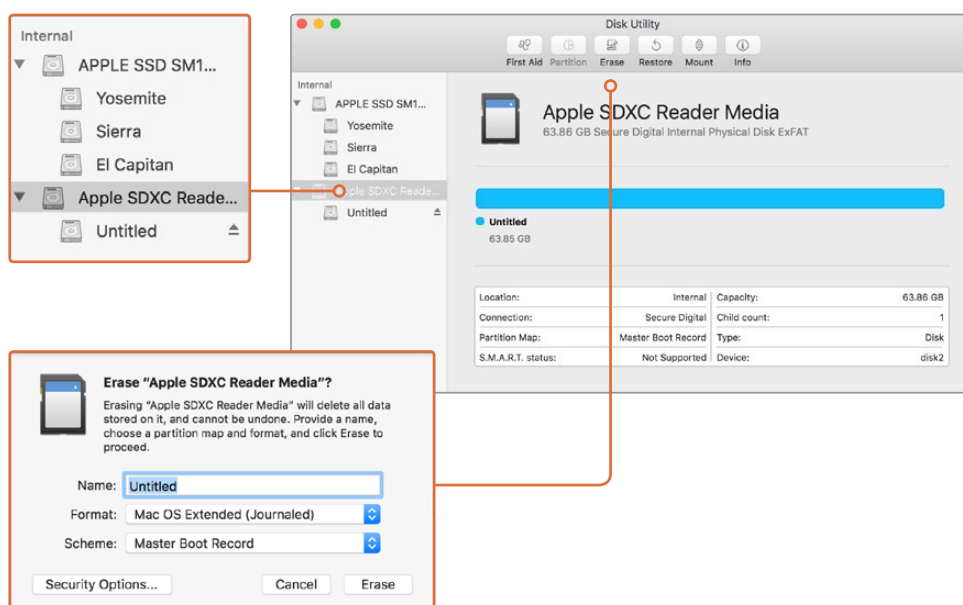 Internal
APPLE SSD SM1...
Yosemite
Sierra
El Capitan
Apple SDXC Reade...
Untitled
Disk Utility
First Aid Partition Erase Restore Mount Info
Internal
APPLE SSD SM1...
Yosemite
Sierra
El Capitan
Apple SDXC Reade...
Untitled
Apple SDXC Reader Media
63.86 GB Secure Digital Internal Physical Disk ExFAT
Untitled
63.85 GB
Location: Internal Capacity: 63.86 GB
Connection: Secure Digital Child count: 1
Partition Map: Master Boot Record Type: Disk
S.M.A.R.T. status: Not Supported Device: disk2
Erase “Apple SDXC Reader Media”?
Erasing “Apple SDXC Reader Media” will delete all data
stored on it, and cannot be undone. Provide a name,
choose a partition map and format, and click Erase to
proceed.
Name: Untitled
Format: Mac OS Extended (Journaled)
Scheme: Master Boot Record
Security Options... Cancel Erase